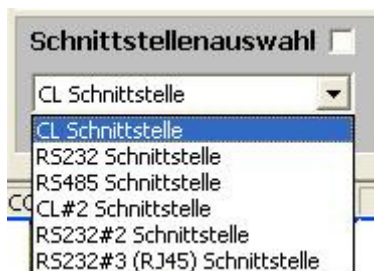 Schnittstellenauswahl
CL Schnittstelle
CL Schnittstelle
RS232 Schnittstelle
RS485 Schnittstelle
CL#2 Schnittstelle
RS232#2 Schnittstelle
RS232#3 (RJ45) Schnittstelle